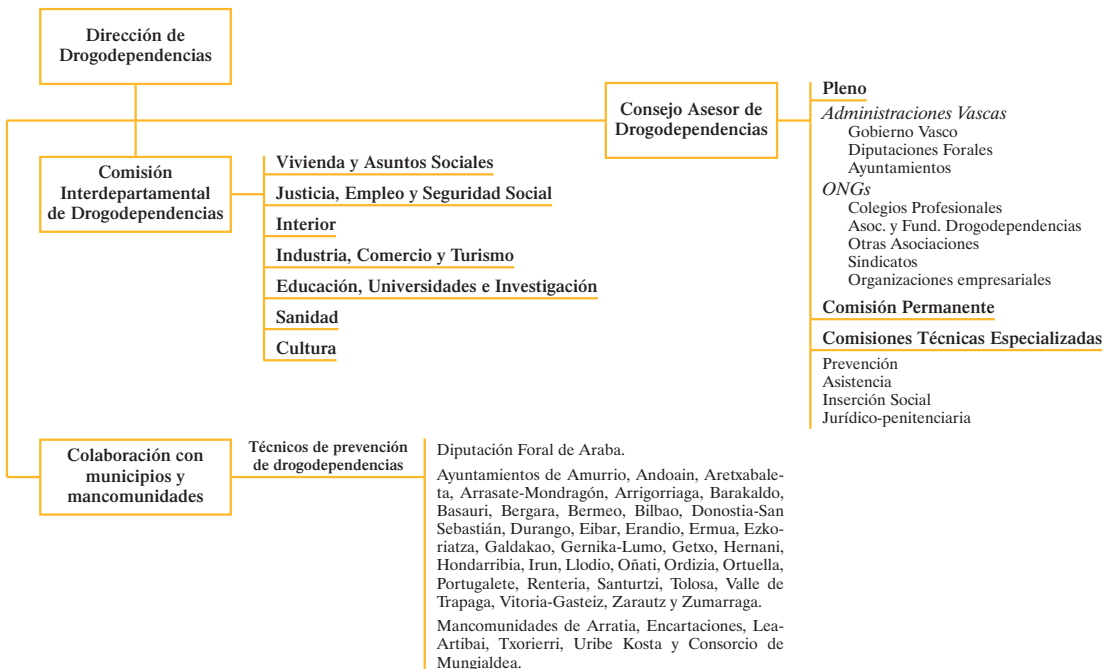 Dirección de
Drogodependencias
Consejo Asesor de
Drogodependencias
Pleno
Administraciones Vascas
Gobierno Vasco
Diputaciones Forales
Ayuntamientos
ONGs
Colegios Profesionales
Asoc. y Fund. Drogodependencias
Otras Asociaciones
Sindicatos
Organizaciones empresariales
Comisión Permanente
Comisiones Técnicas Especializadas
Prevención
Asistencia
Inserción Social
Jurídico-penitenciaria
Comisión
Interdepartamental
de Drogodependencias
Vivienda y Asuntos Sociales
Justicia, Empleo y Seguridad Social
Interior
Industria, Comercio y Turismo
Educación, Universidades e Investigación
Sanidad
Cultura
Colaboración con
municipios y
mancomunidades
Técnicos de prevención
de drogodependencias
Diputación Foral de Araba.
Ayuntamientos de Amurrio, Andoain, Aretxabale-
ta, Arrasate-Mondragón, Arrigorriaga, Barakaldo,
Basauri, Bergara, Bermeo, Bilbao, Donostia-San
Sebastián, Durango, Eibar, Erandio, Ermua, Ezko-
riatza, Galdakao, Gernika-Lumo, Getxo, Hernani,
Hondarribia, Irun, Llodio, Oñati, Ordizia, Ortuella,
Portugalete, Renteria, Santurtzi, Tolosa, Valle de
Trapaga, Vitoria-Gasteiz, Zarautz y Zumarraga.
Mancomunidades de Arratia, Encartaciones, Lea-
Artibai, Txorierri, Uribe Kosta y Consorcio de
Mungialdea.